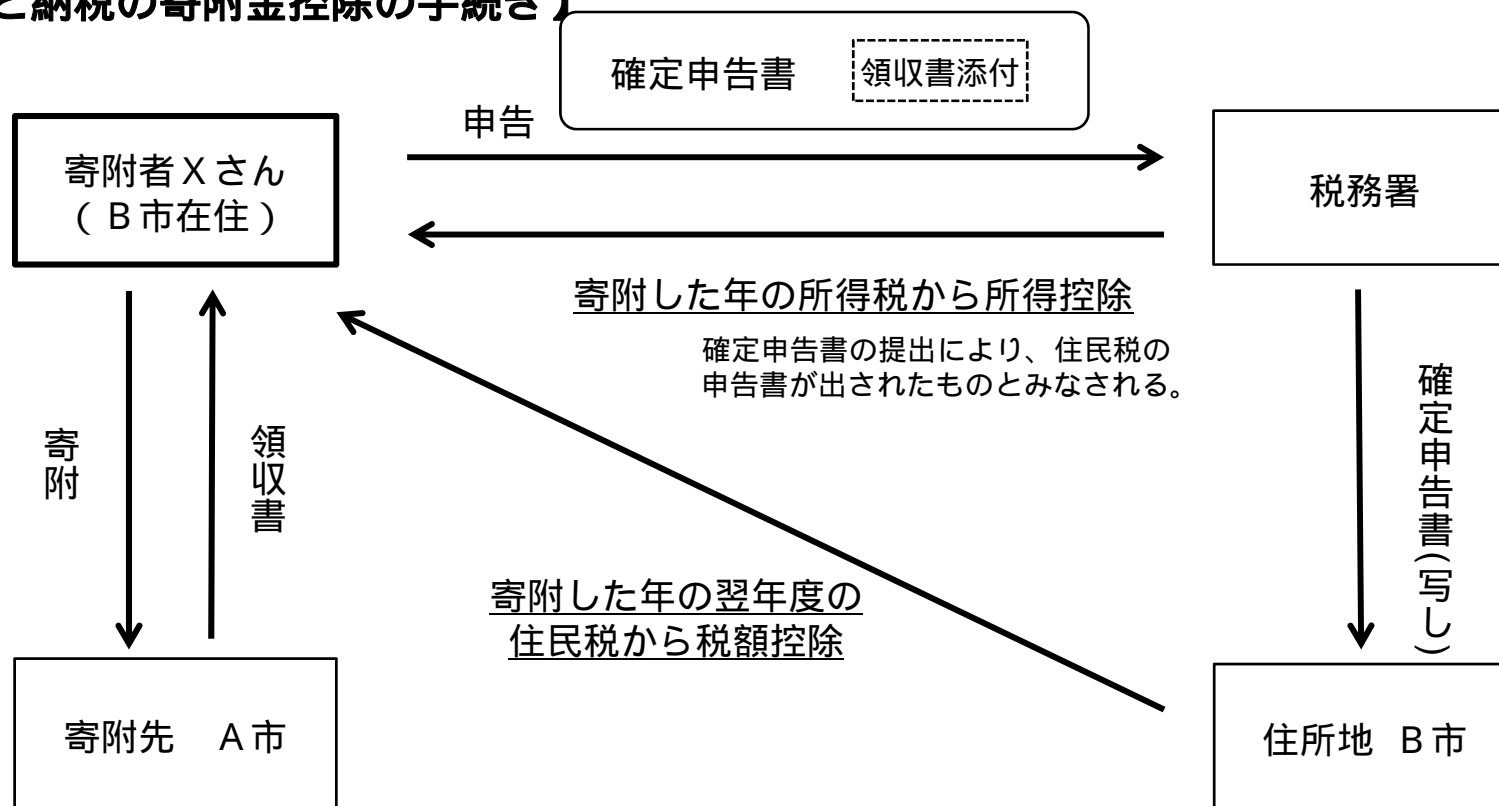 と納税の寄附金控除の手続き】
確定申告書
領収書添付
申告
寄附者Xさん
（B市在住）
税務署
寄附した年の所得税から所得控除
確定申告書の提出により、住民税の
申告書が出されたものとみなされる。
寄附
領収書
確定申告書(写し)
寄附した年の翌年度の
住民税から税額控除
寄附先　A市
住所地 B市